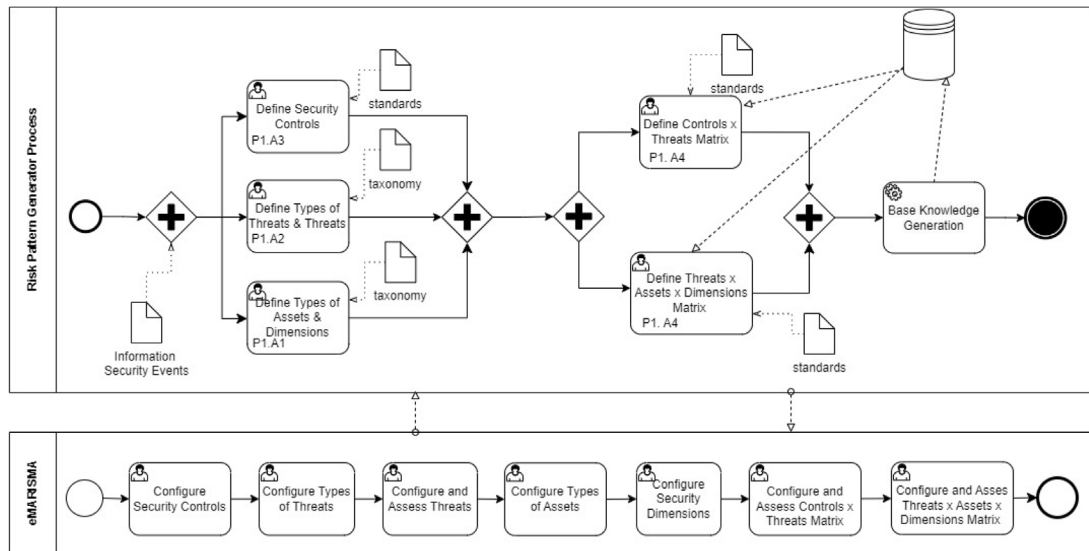 Risk Pattern Generator Process
Define Security
Controls
P1.A3
standards
Define Types of
Threats & Threats
P1.A2
taxonomy
Define Types of
Assets &
Dimensions
P1.A1
taxonomy
Information
Security Events
standards
Define Controls x
Threats Matrix
P1. A4
Define Threats x
Assets x Dimensions
Matrix
P1. A4
standards
Base Knowledge
Generation
eMARISMA
Configure
Security Controls
Configure Types
of Threats
Configure and
Assess Threats
Configure Types
of Assets
Configure
Security
Dimensions
Configure and
Assess Controls x
Threats Matrix
Configure and Asses
Threats x Assets x
Dimensions Matrix